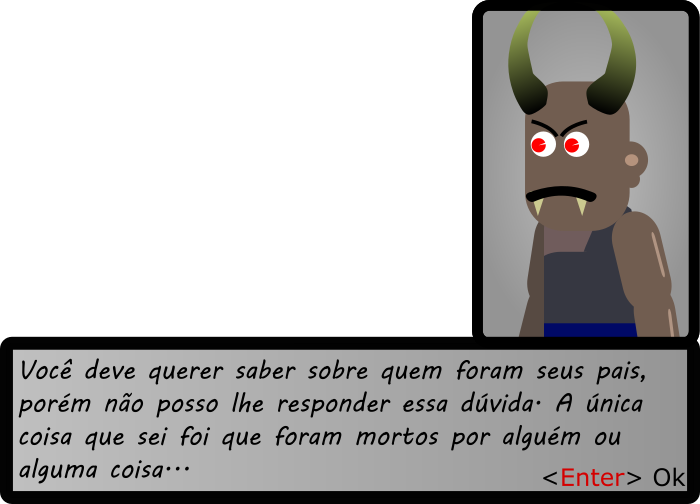 Você deve querer saber sobre quem foram seus pais,
porém não posso lhe responder essa dúvida. A única
coisa que sei foi que foram mortos por alguém ou
alguma coisa...
<Enter> Ok